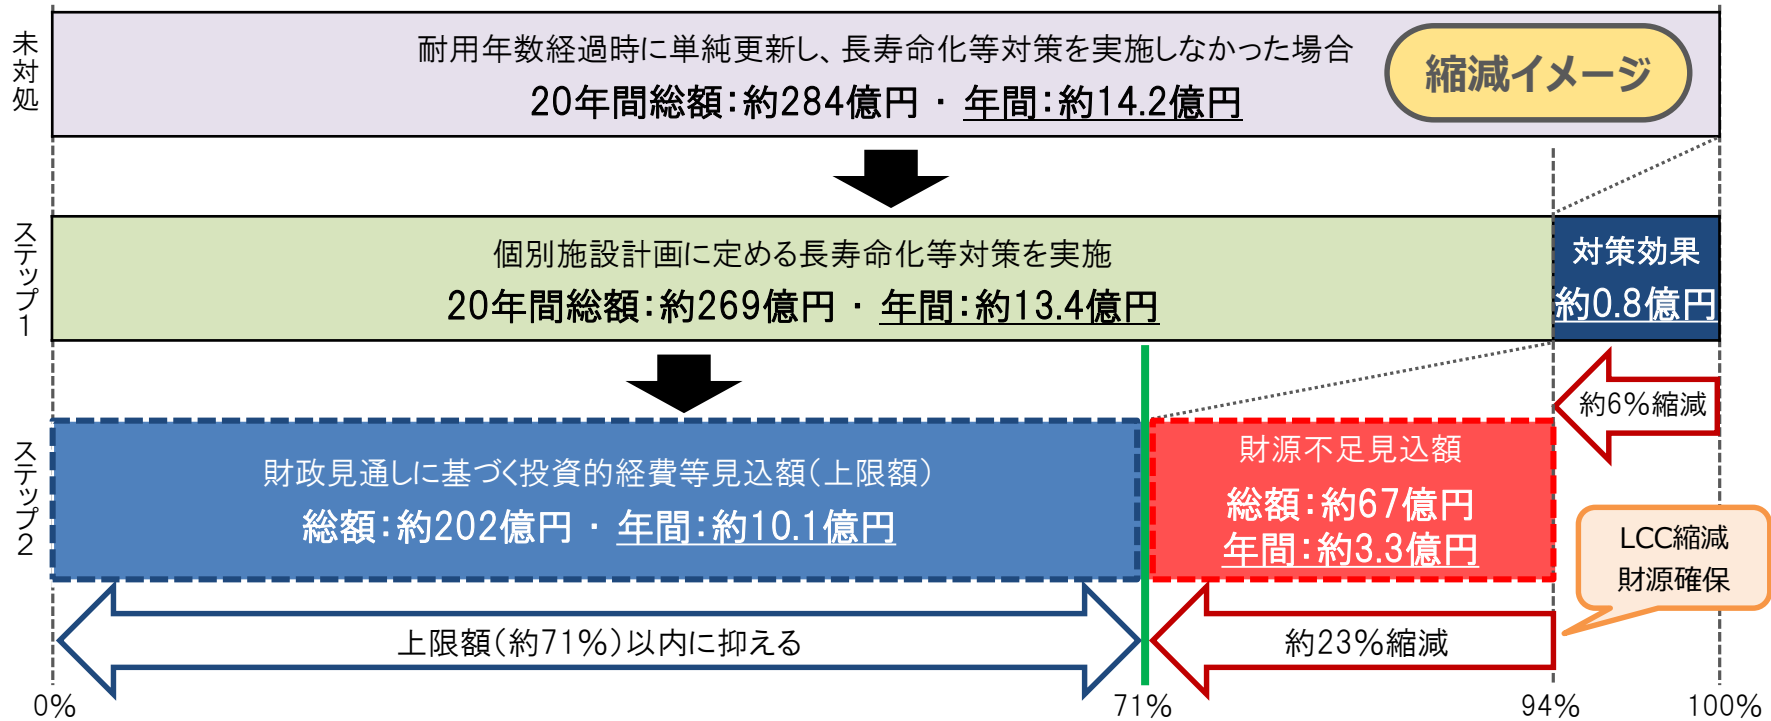 未対処
耐用年数経過時に単純更新し、長寿命化等対策を実施しなかった場合
20年間総額:約284億円 ・ 年間:約14.2億円
縮減イメージ
ステップ1
個別施設計画に定める長寿命化等対策を実施
20年間総額:約269億円 ・ 年間:約13.4億円
対策効果
約0.8億円
約6%縮減
ステップ2
財政見通しに基づく投資的経費等見込額(上限額)
総額:約202億円 ・ 年間:約10.1億円
財源不足見込額
総額:約67億円
年間:約3.3億円
LCC縮減
財源確保
上限額(約71%)以内に抑える
約23%縮減
0%
71%
94%
100%